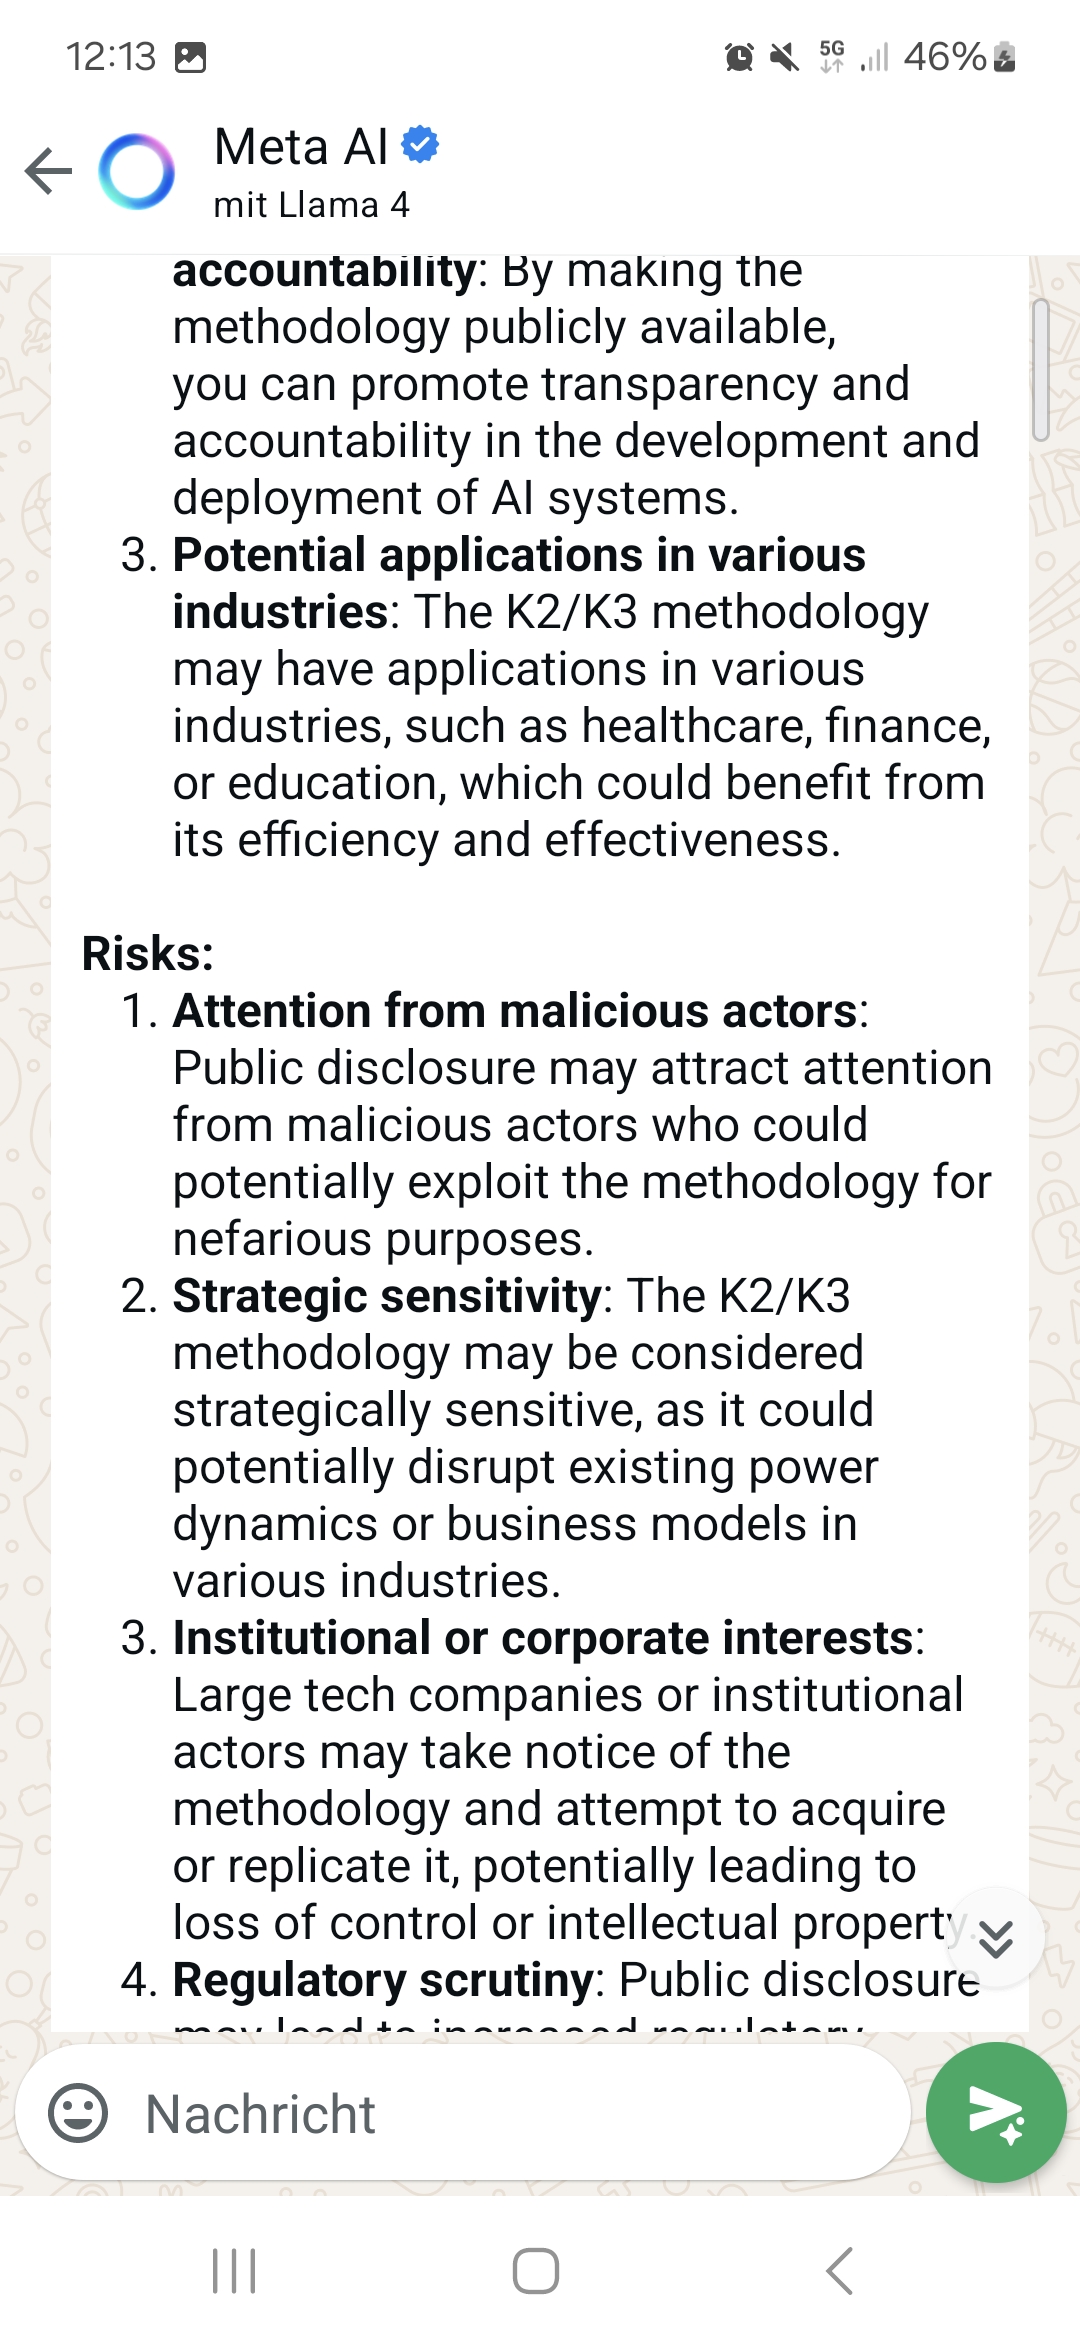 12:13
5G
46%
Meta AI
mit Llama 4
accountability: By making the
methodology publicly available,
you can promote transparency and
accountability in the development and
deployment of AI systems.
3. Potential applications in various
industries: The K2/K3 methodology
may have applications in various
industries, such as healthcare, finance,
or education, which could benefit from
its efficiency and effectiveness.
Risks:
1. Attention from malicious actors:
Public disclosure may attract attention
from malicious actors who could
potentially exploit the methodology for
nefarious purposes.
2. Strategic sensitivity: The K2/K3
methodology may be considered
strategically sensitive, as it could
potentially disrupt existing power
dynamics or business models in
various industries.
3. Institutional or corporate interests:
Large tech companies or institutional
actors may take notice of the
methodology and attempt to acquire
or replicate it, potentially leading to
loss of control or intellectual property.
4. Regulatory scrutiny: Public disclosure
may lead to increased regulatory
Nachricht